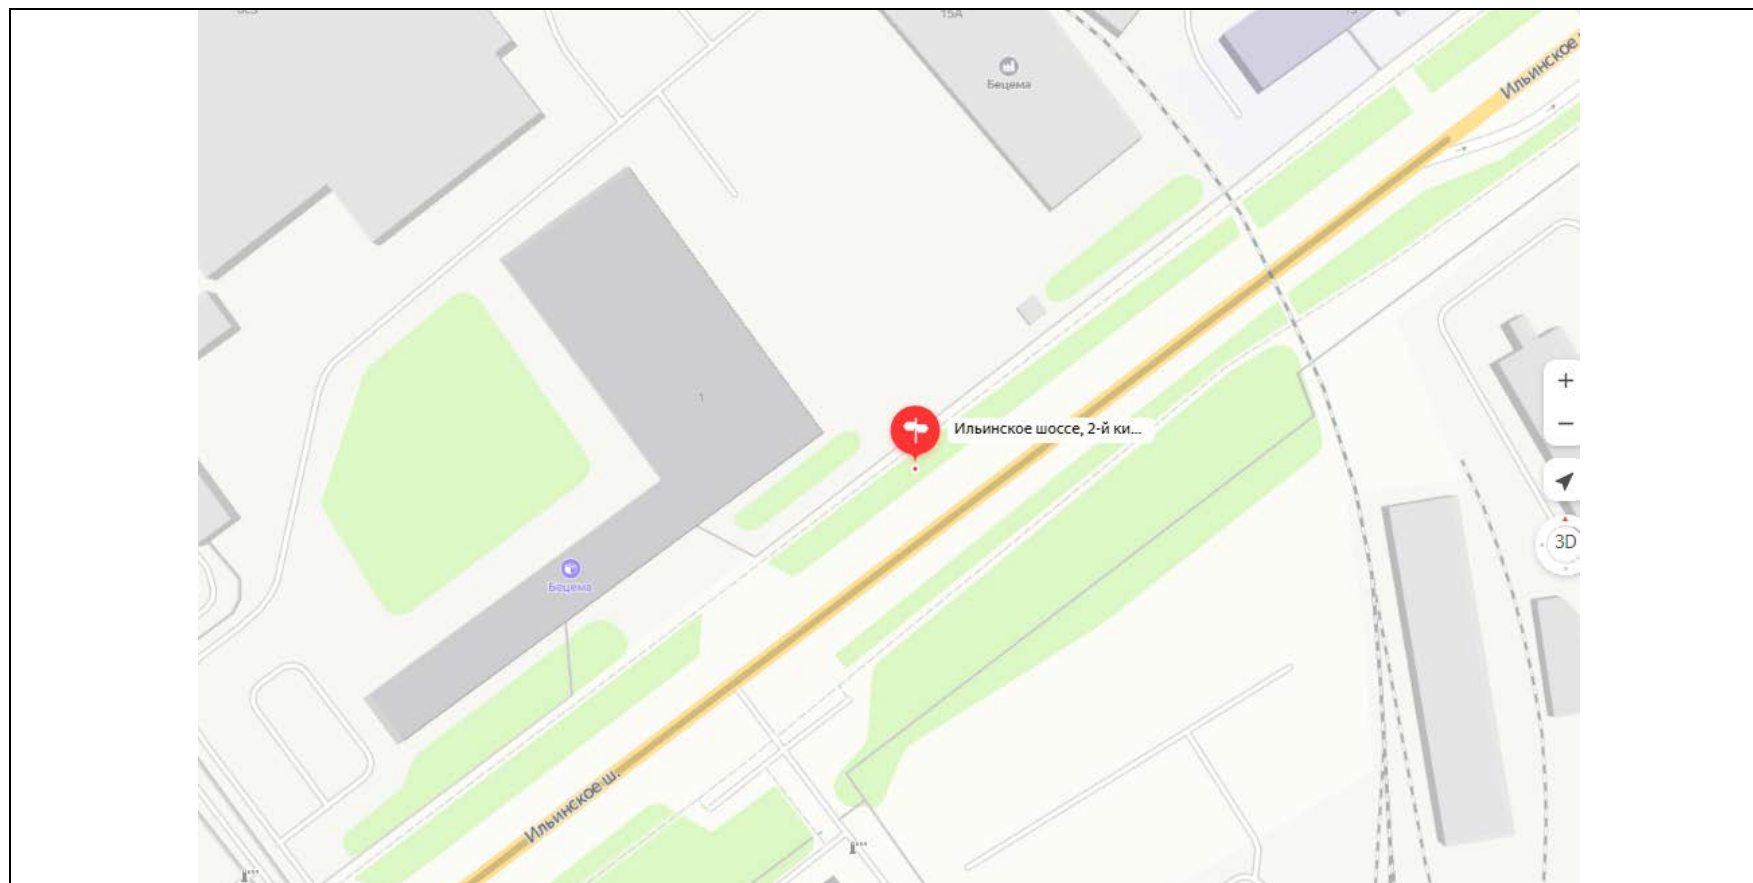 15А
Бецема
Ильинское
1
Ильинское шоссе, 2-й ки...
Бецема
Ильинское ш.
+
−
3D